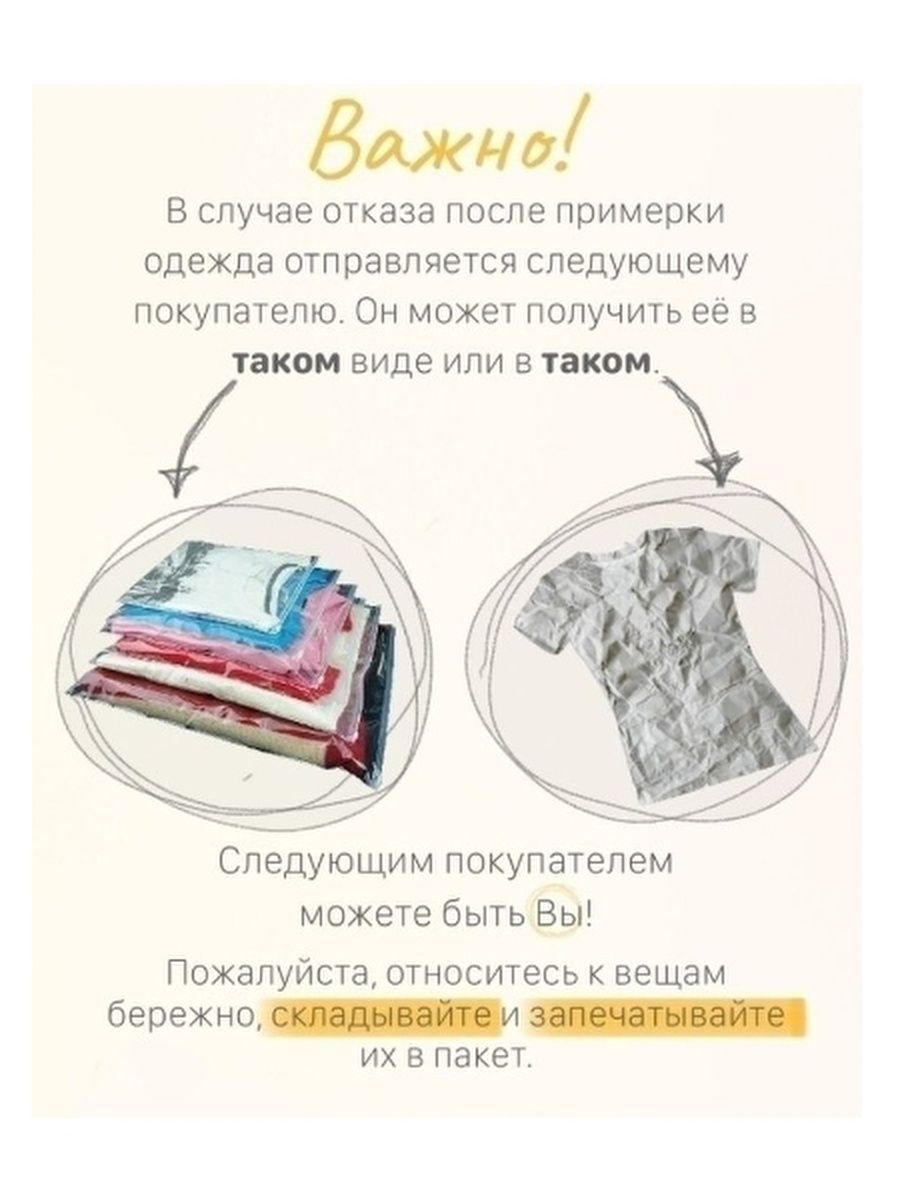 Важно!
В случае отказа после примерки
одежда отправляется следующему
покупателю. Он может получить её в
таком виде или в таком.
Следующим покупателем
можете быть Вы!
Пожалуйста, относитесь к вещам
бережно, складывайте и запечатывайте
их в пакет.